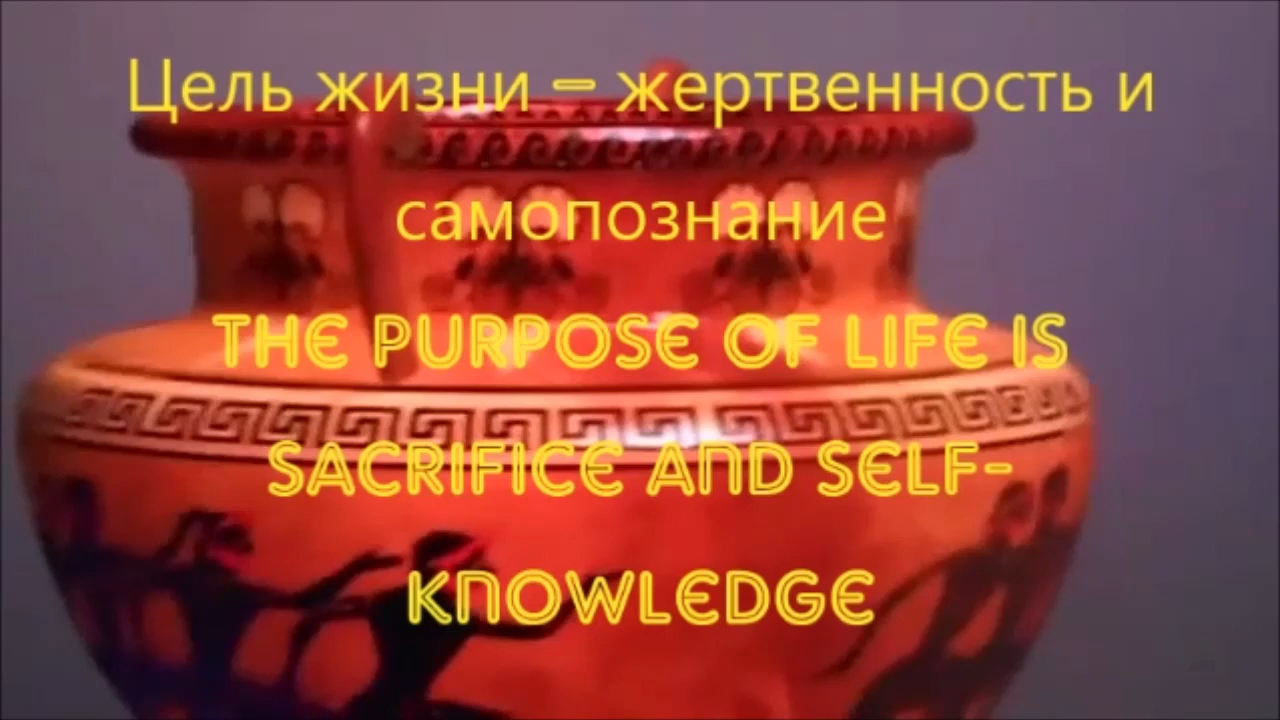 Цель жизни – жертвенность и
самопознание
THE PURPOSE OF LIFE IS
SACRIFICE AND SELF-
KNOWLEDGE